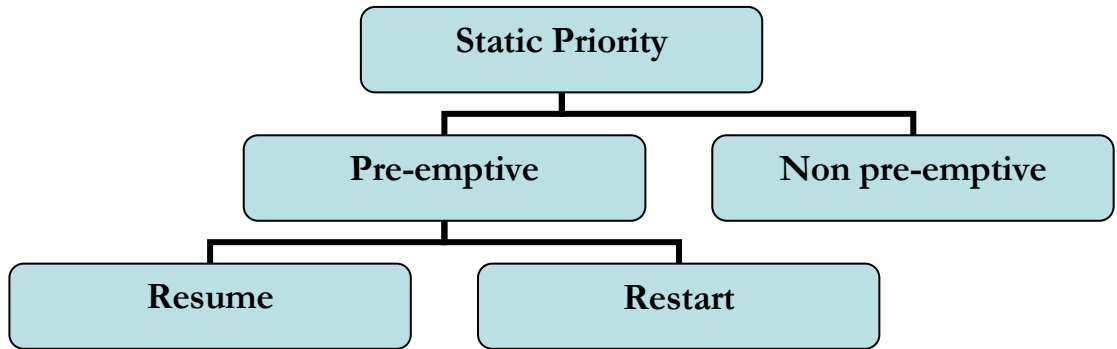 Static Priority
Pre-emptive
Non pre-emptive
Resume
Restart